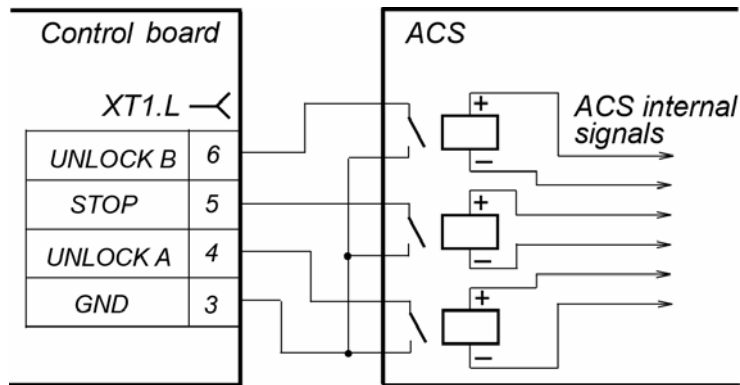 Control board
ACS
XT1.L
ACS internal
signals
UNLOCK B 6
STOP 5
UNLOCK A 4
GND 3
+
−
+
−
+
−